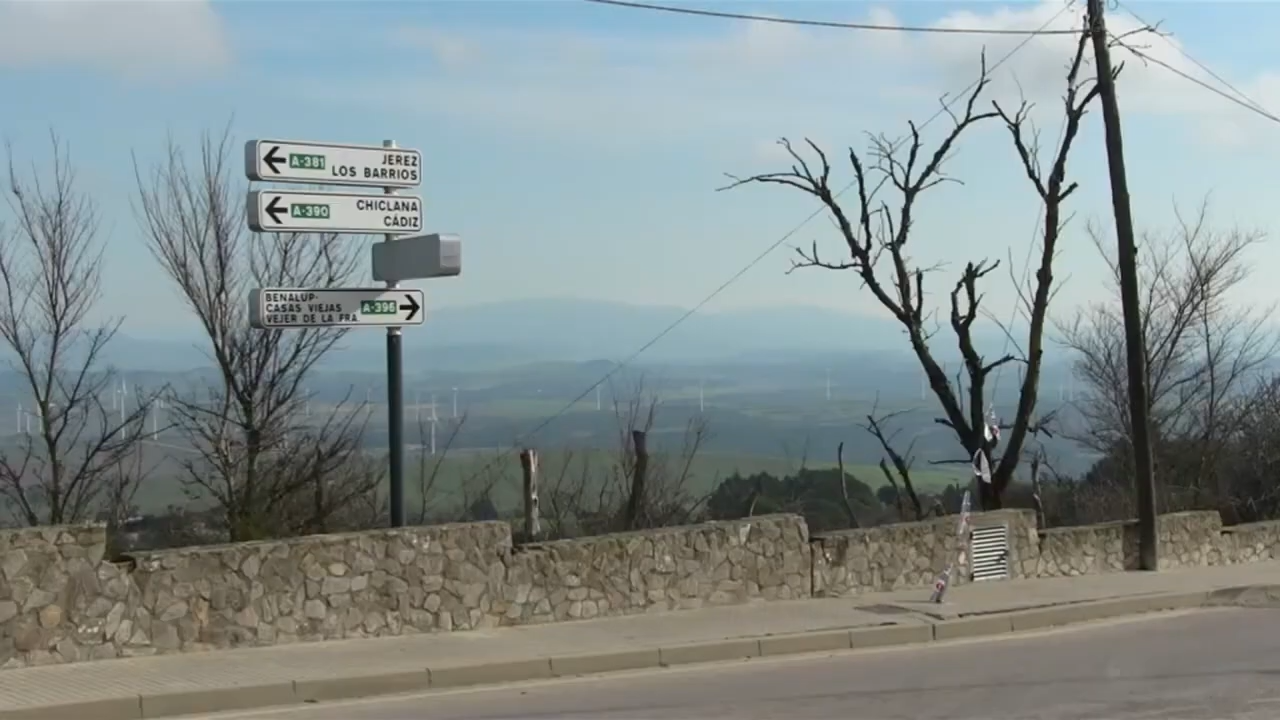 A-381 JEREZ
LOS BARRIOS
A-390 CHICLANA
CÁDIZ
BENALUP-
CASAS VIEJAS A-396
VEJER DE LA FRA.